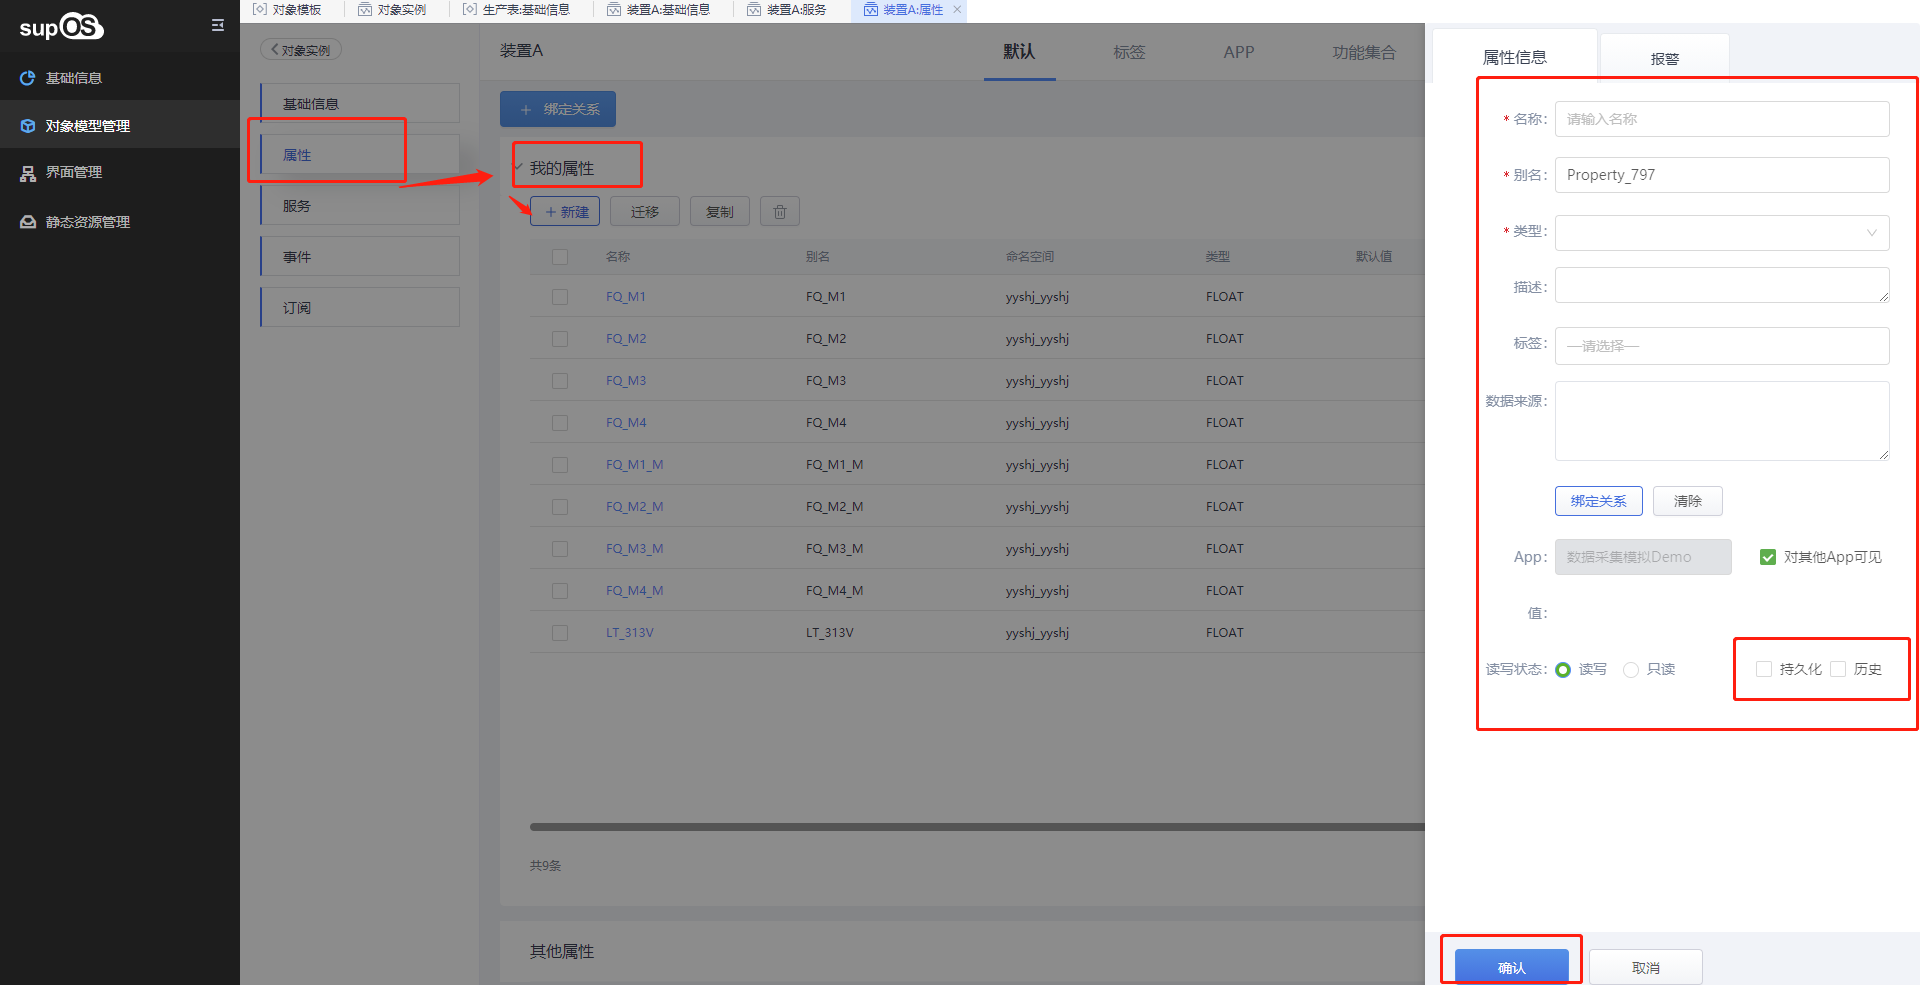 supOS
基础信息
对象模型管理
界面管理
静态资源管理
对象模板
对象实例
生产表:基础信息
装置A:基础信息
装置A:服务
装置A:属性
对象实例
基础信息
属性
服务
事件
订阅
装置A
默认
标签
APP
功能集合
+ 绑定关系
我的属性
+ 新建
迁移
复制
名称 别名 命名空间 类型 默认值
FQ_M1 FQ_M1 yyshj_yyshj FLOAT
FQ_M2 FQ_M2 yyshj_yyshj FLOAT
FQ_M3 FQ_M3 yyshj_yyshj FLOAT
FQ_M4 FQ_M4 yyshj_yyshj FLOAT
FQ_M1_M FQ_M1_M yyshj_yyshj FLOAT
FQ_M2_M FQ_M2_M yyshj_yyshj FLOAT
FQ_M3_M FQ_M3_M yyshj_yyshj FLOAT
FQ_M4_M FQ_M4_M yyshj_yyshj FLOAT
LT_313V LT_313V yyshj_yyshj FLOAT
共9条
其他属性
属性信息
报警
* 名称: 请输入名称
* 别名: Property_797
* 类型:
描述:
标签: —请选择—
数据来源:
绑定关系
清除
App: 数据采集模拟Demo 对其他App可见
值:
读写状态: 读写 只读 持久化 历史
确认
取消